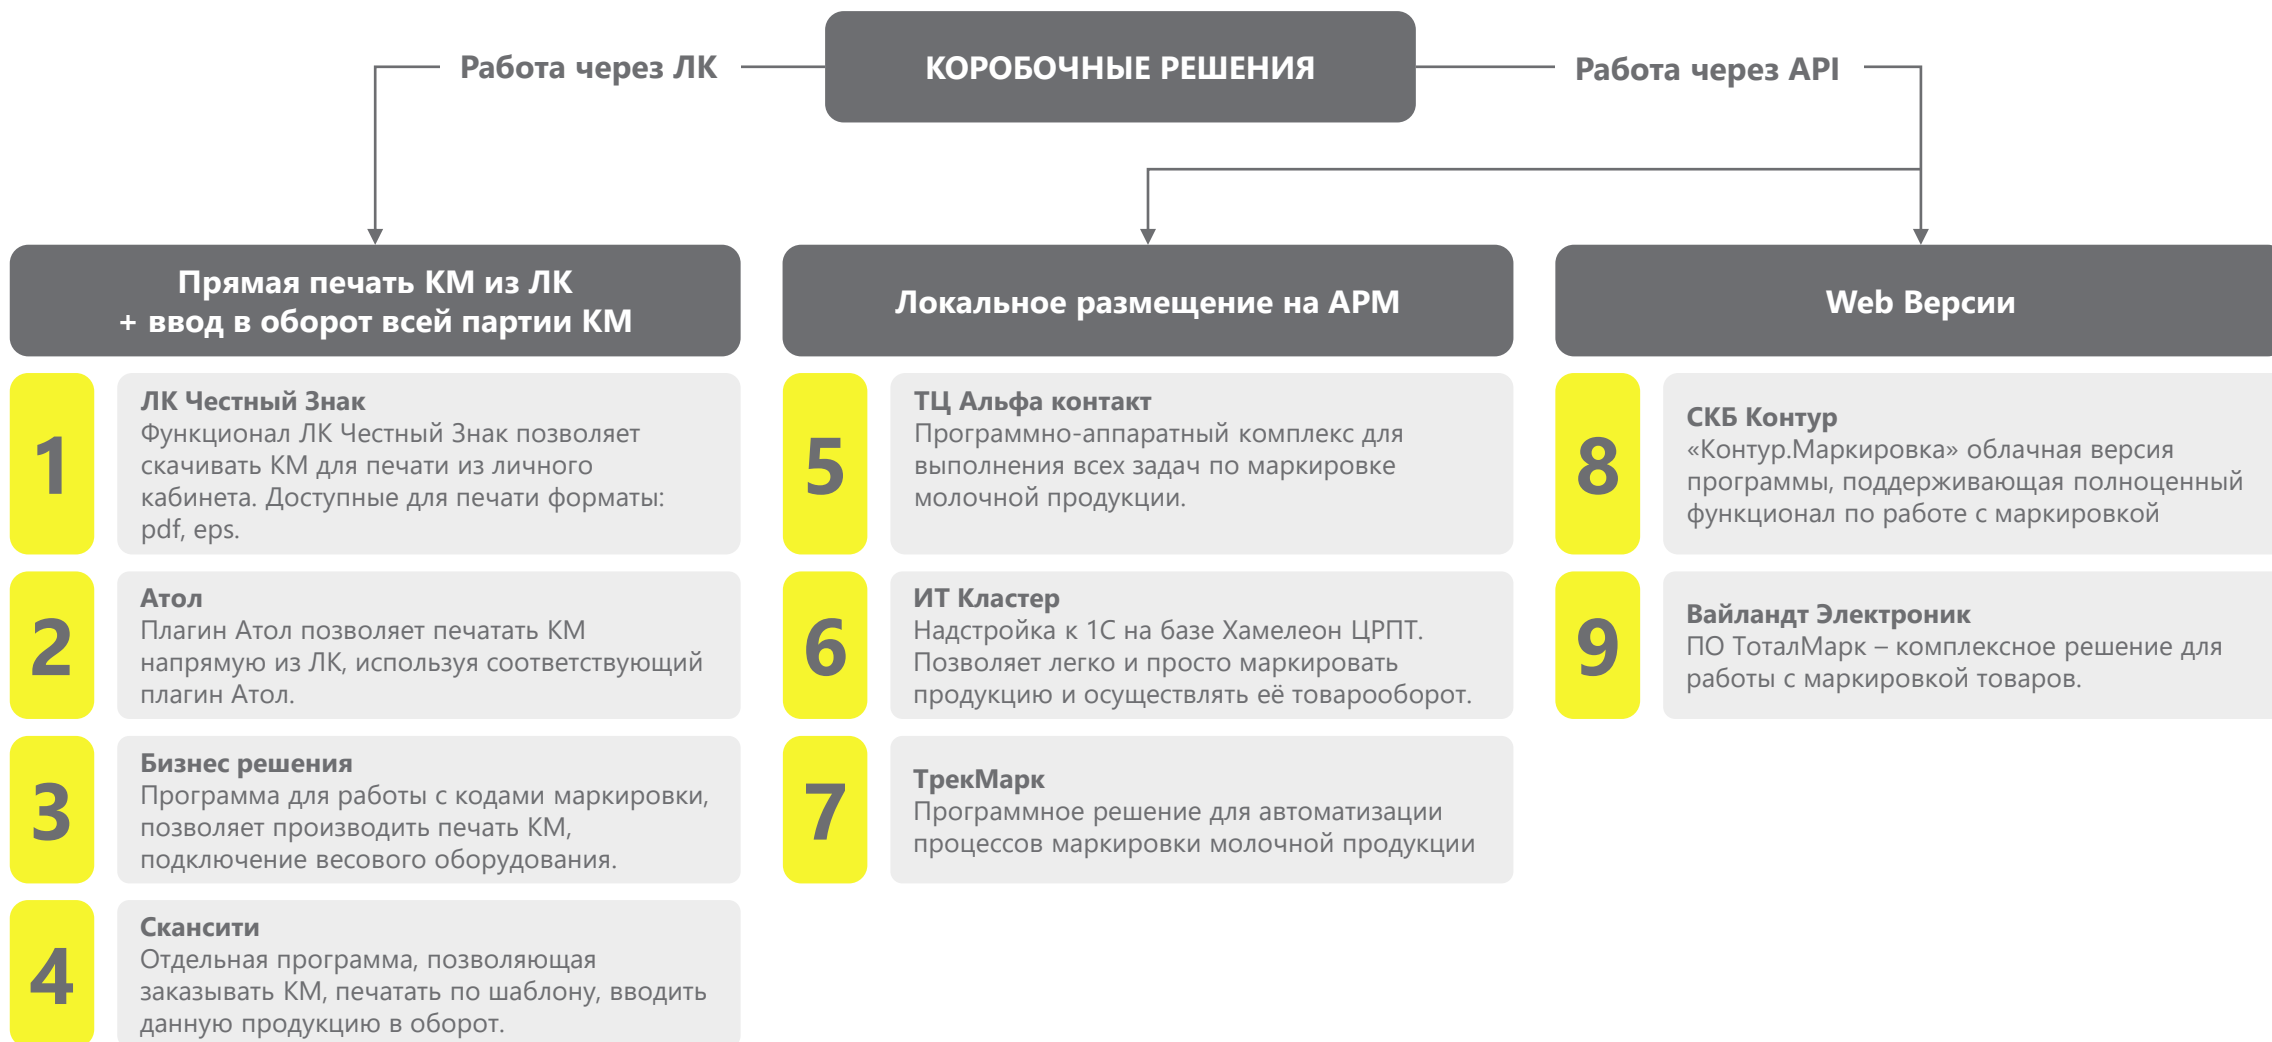 Работа через ЛК
КОРОБОЧНЫЕ РЕШЕНИЯ
Работа через API
Прямая печать КМ из ЛК
+ ввод в оборот всей партии КМ
1
ЛК Честный Знак
Функционал ЛК Честный Знак позволяет
скачивать КМ для печати из личного
кабинета. Доступные для печати форматы:
pdf, eps.
2
Атол
Плагин Атол позволяет печатать КМ
напрямую из ЛК, используя соответствующий
плагин Атол.
3
Бизнес решения
Программа для работы с кодами маркировки,
позволяет производить печать КМ,
подключение весового оборудования.
4
Скансити
Отдельная программа, позволяющая
заказывать КМ, печатать по шаблону, вводить
данную продукцию в оборот.
Локальное размещение на АРМ
5
ТЦ Альфа контакт
Программно-аппаратный комплекс для
выполнения всех задач по маркировке
молочной продукции.
6
ИТ Кластер
Надстройка к 1С на базе Хамелеон ЦРПТ.
Позволяет легко и просто маркировать
продукцию и осуществлять её товарооборот.
7
ТрекМарк
Программное решение для автоматизации
процессов маркировки молочной продукции
Web Версии
8
СКБ Контур
«Контур.Маркировка» облачная версия
программы, поддерживающая полноценный
функционал по работе с маркировкой
9
Вайландт Электроник
ПО ТоталМарк – комплексное решение для
работы с маркировкой товаров.